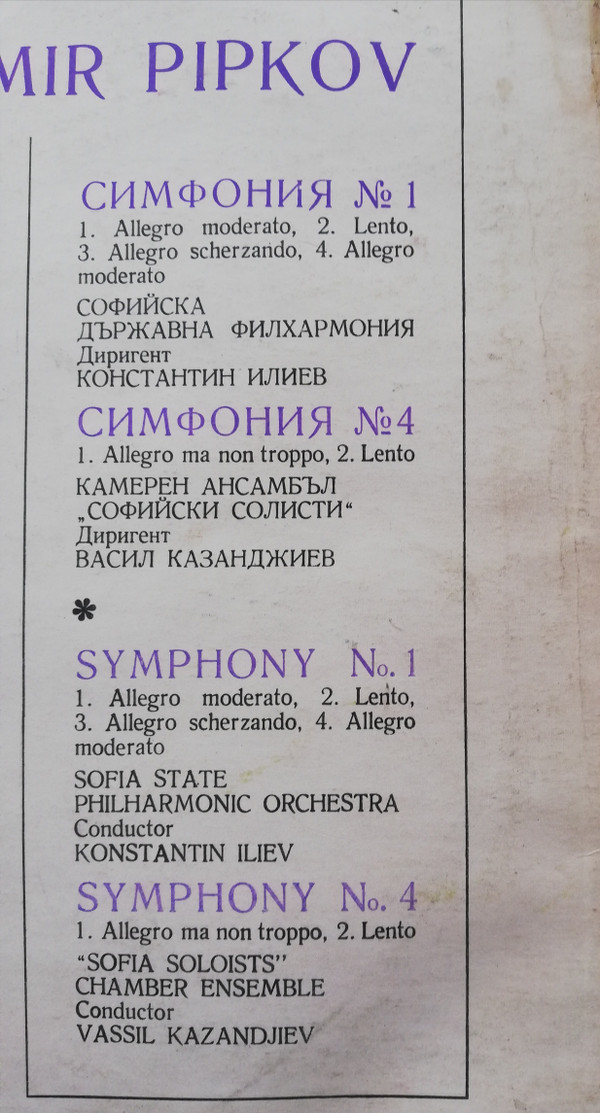 MIR PIPKOV
СИМФОНИЯ № 1
1. Allegro moderato, 2. Lento,
3. Allegro scherzando, 4. Allegro
moderato
СОФИЙСКА
ДЪРЖАВНА ФИЛХАРМОНИЯ
Диригент
КОНСТАНТИН ИЛИЕВ
СИМФОНИЯ №4
1. Allegro ma non troppo, 2. Lento
КАМЕРЕН АНСАМБЪЛ
„СОФИЙСКИ СОЛИСТИ“
Диригент
ВАСИЛ КАЗАНДЖИЕВ
*
SYMPHONY No. 1
1. Allegro moderato, 2. Lento,
3. Allegro scherzando, 4. Allegro
moderato
SOFIA STATE
PHILHARMONIC ORCHESTRA
Conductor
KONSTANTIN ILIEV
SYMPHONY No. 4
1. Allegro ma non troppo, 2. Lento
“SOFIA SOLOISTS”
CHAMBER ENSEMBLE
Conductor
VASSIL KAZANDJIEV